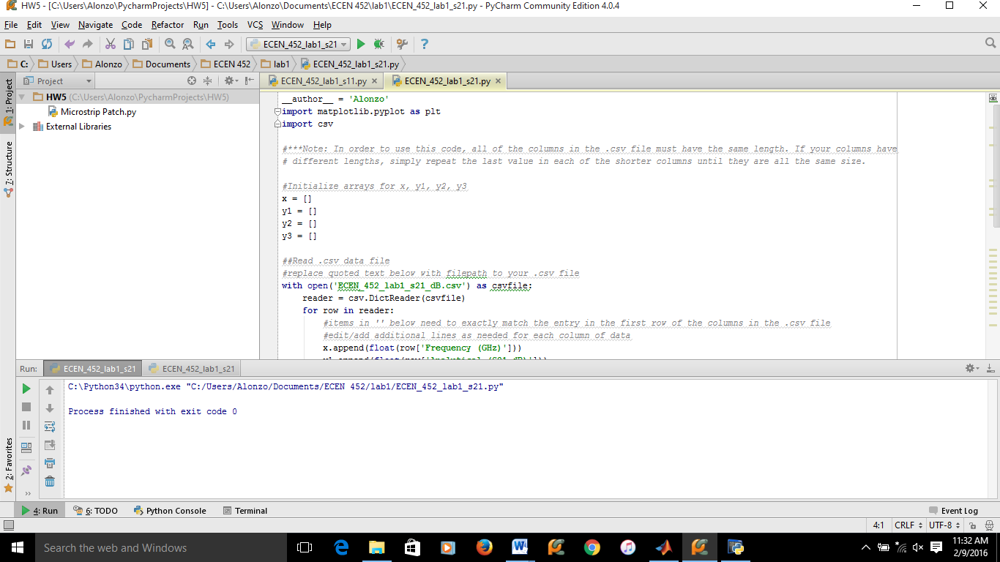 HW5 - [C:\Users\Alonzo\PycharmProjects\HW5] - C:\Users\Alonzo\Documents\ECEN 452\lab1\ECEN_452_lab1_s21.py - PyCharm Community Edition 4.0.4
File Edit View Navigate Code Refactor Run Tools VCS Window Help
ECEN_452_lab1_s21
C: Users Alonzo Documents ECEN 452 lab1 ECEN_452_lab1_s21.py
1: Project
7: Structure
2: Favorites
Project
HW5 (C:\Users\Alonzo\PycharmProjects\HW5)
Microstrip Patch.py
External Libraries
ECEN_452_lab1_s11.py × ECEN_452_lab1_s21.py ×
__author__ = 'Alonzo'
import matplotlib.pyplot as plt
import csv
#***Note: In order to use this code, all of the columns in the .csv file must have the same length. If your columns have
# different lengths, simply repeat the last value in each of the shorter columns until they are all the same size.
#Initialize arrays for x, y1, y2, y3
x = []
y1 = []
y2 = []
y3 = []
##Read .csv data file
#replace quoted text below with filepath to your .csv file
with open('ECEN_452_lab1_s21_dB.csv') as csvfile:
    reader = csv.DictReader(csvfile)
    for row in reader:
        #items in '' below need to exactly match the entry in the first row of the columns in the .csv file
        #edit/add additional lines as needed for each column of data
        x.append(float(row['Frequency (GHz)']))
        y1.append(float(row['Analytical (S21 dB)']))
Run: ECEN_452_lab1_s21 ECEN_452_lab1_s21
C:\Python34\python.exe "C:/Users/Alonzo/Documents/ECEN 452/lab1/ECEN_452_lab1_s21.py"
Process finished with exit code 0
4: Run 6: TODO Python Console Terminal Event Log
4:1 CRLF UTF-8
Search the web and Windows
11:32 AM
2/9/2016